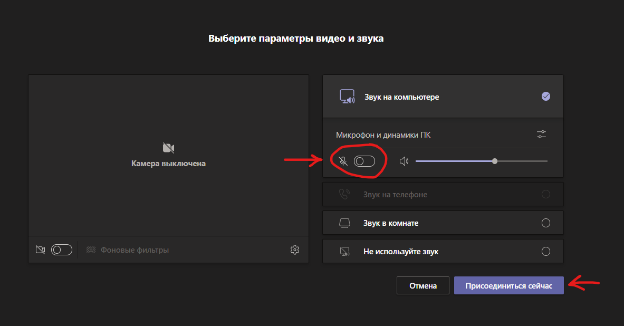 Выберите параметры видео и звука
Камера выключена
Фоновые фильтры
Звук на компьютере
Микрофон и динамики ПК
Звук на телефоне
Звук в комнате
Не используйте звук
Отмена
Присоединиться сейчас